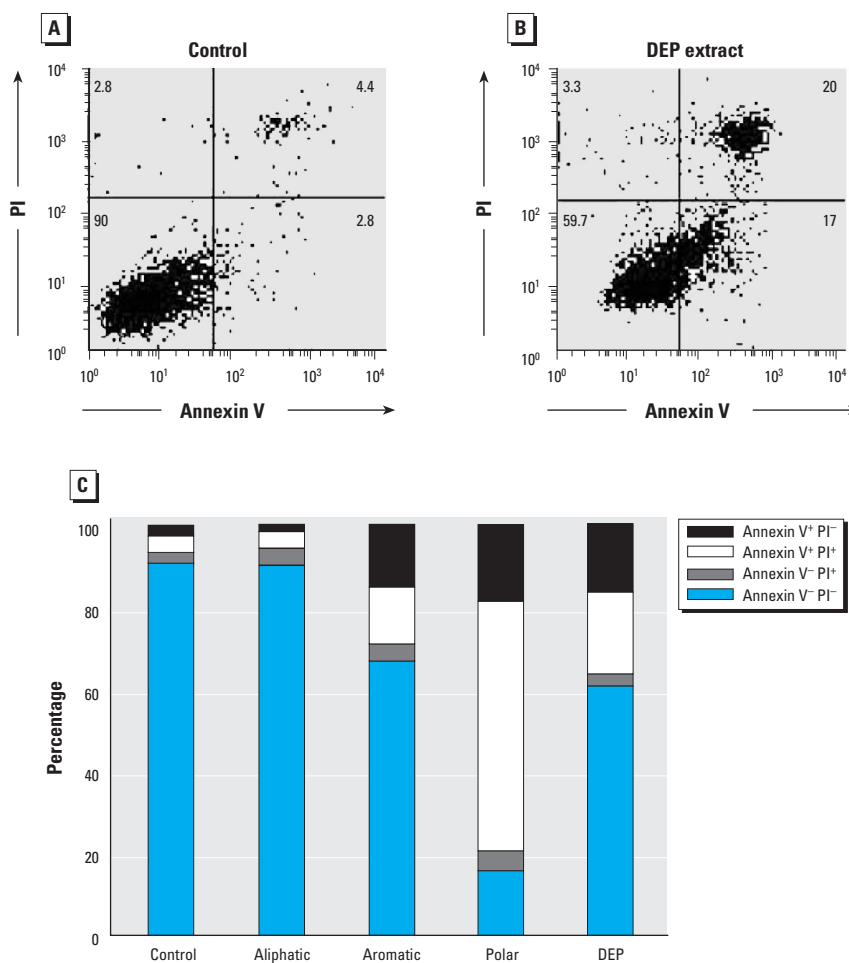 A
Control
10⁴
10³
10²
10¹
10⁰
PI
2.8
4.4
90
2.8
10⁰ 10¹ 10² 10³ 10⁴
Annexin V
B
DEP extract
10⁴
10³
10²
10¹
10⁰
PI
3.3
20
59.7
17
10⁰ 10¹ 10² 10³ 10⁴
Annexin V
C
Percentage
100
80
60
40
20
0
Control Aliphatic Aromatic Polar DEP
Annexin V⁺ PI⁻
Annexin V⁺ PI⁺
Annexin V⁻ PI⁺
Annexin V⁻ PI⁻